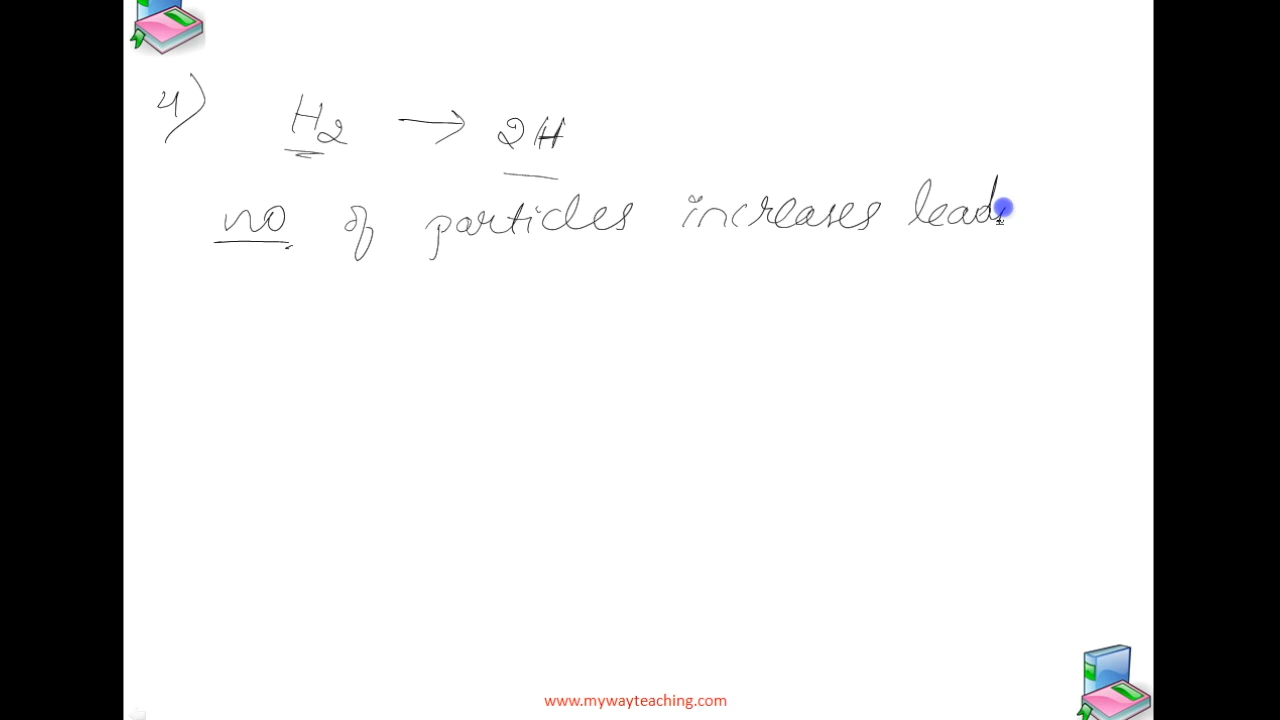 4) H₂ → 2H
no. of particles increases leads
www.mywayteaching.com